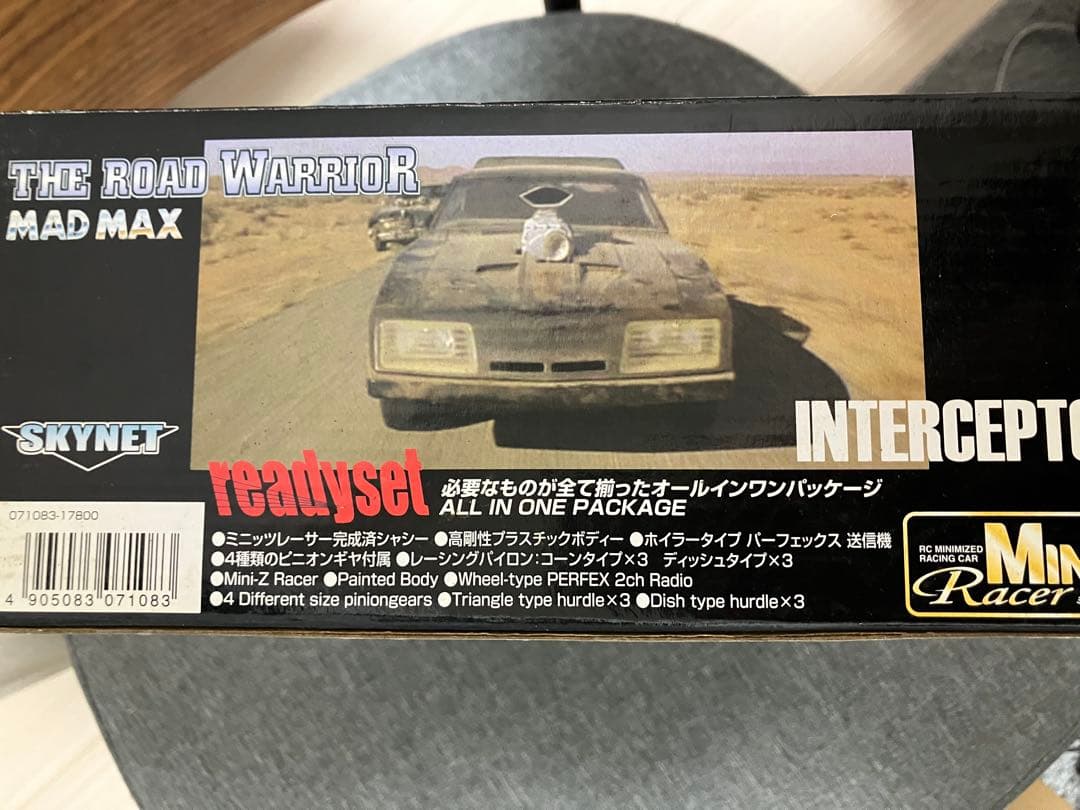 THE ROAD WARRIOR
MAD MAX
SKYNET
INTERCEPTO
readyset
必要なものが全て揃ったオールインワンパッケージ
ALL IN ONE PACKAGE
071083-17800
4 905083 071083
●ミニッツレーサー完成済シャシー ●高剛性プラスチックボディー ●ホイラータイプ パーフェックス 送信機
●4種類のピニオンギヤ付属 ●レーシングパイロン:コーンタイプ×3 ディッシュタイプ×3
●Mini-Z Racer ●Painted Body ●Wheel-type PERFEX 2ch Radio
●4 Different size piniongears ●Triangle type hurdle×3 ●Dish type hurdle×3
RC MINIMIZED
RACING CAR
MIN
Racer